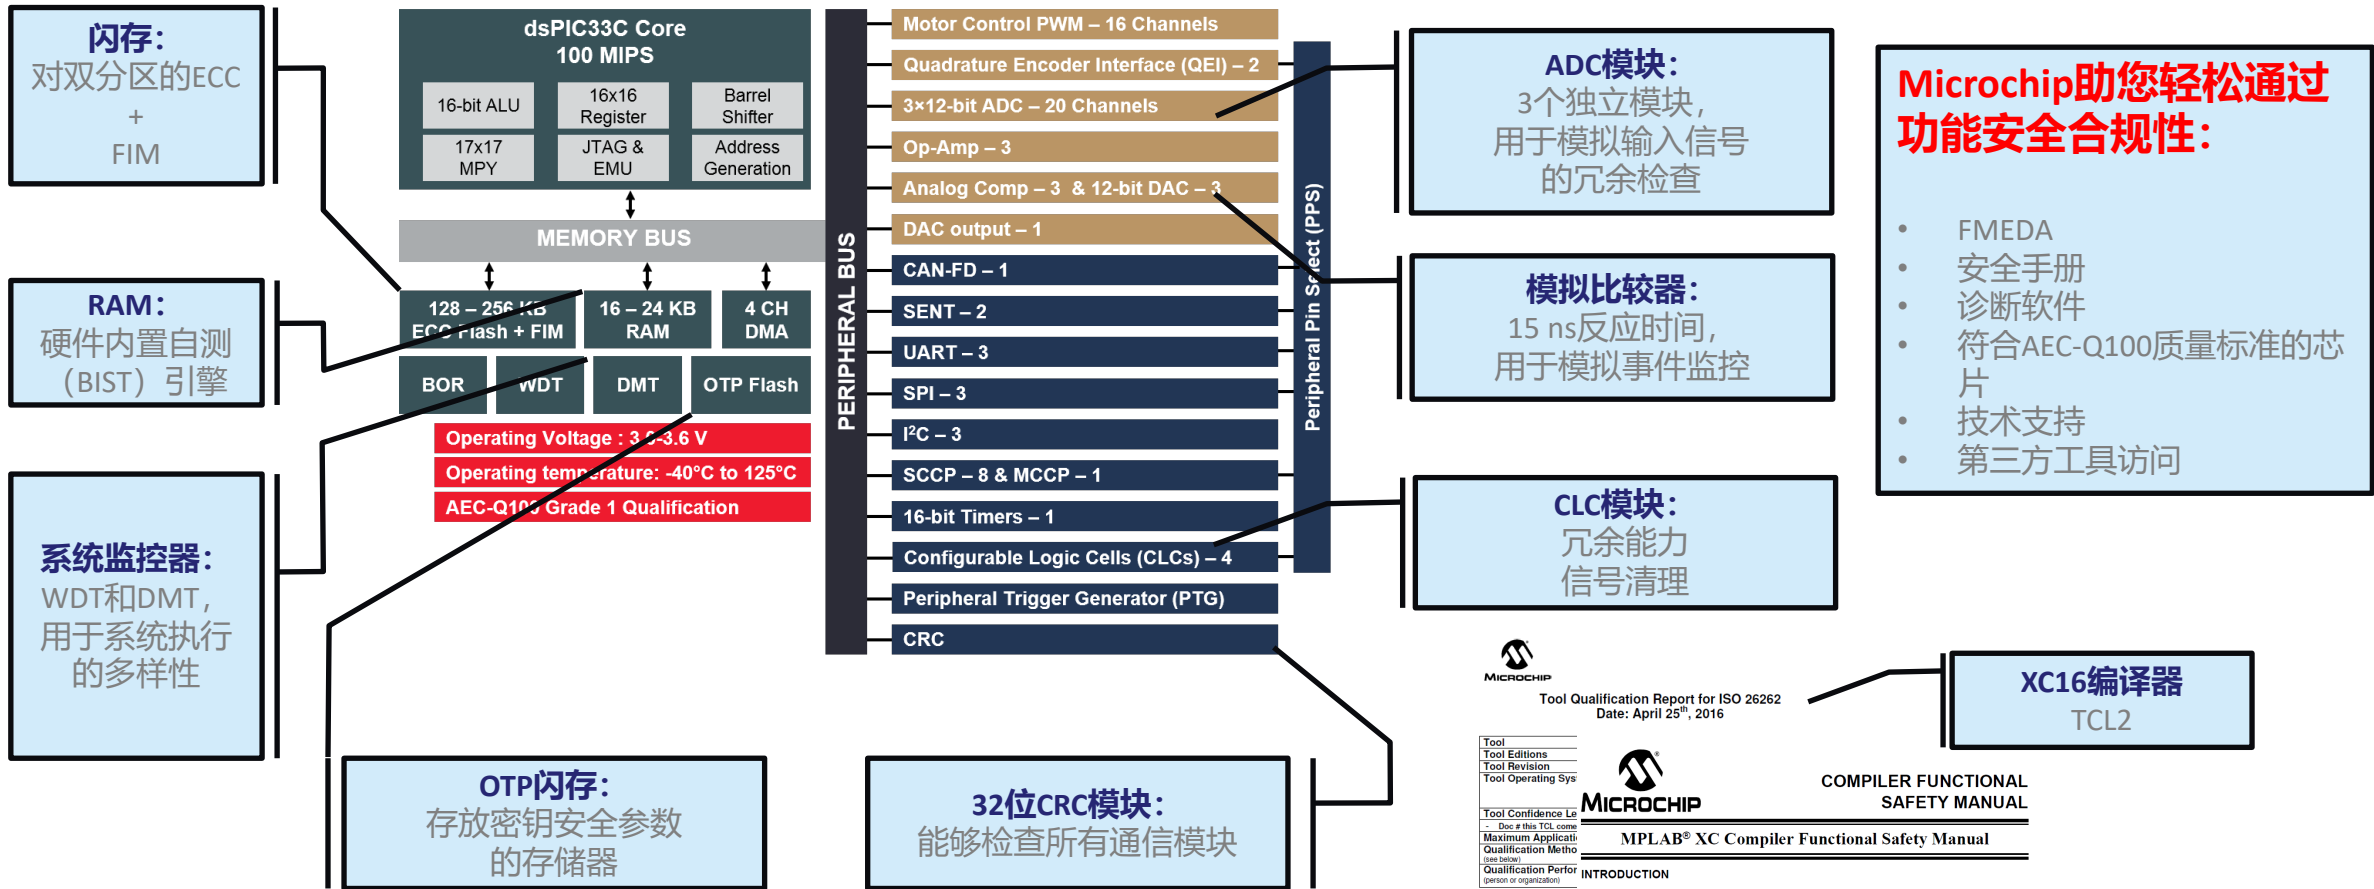 闪存：
对双分区的ECC
+
FIM
RAM：
硬件内置自测
（BIST）引擎
系统监控器：
WDT和DMT，
用于系统执行
的多样性
dsPIC33C Core
100 MIPS
16-bit ALU
16x16
Register
Barrel
Shifter
17x17
MPY
JTAG &
EMU
Address
Generation
MEMORY BUS
128 – 256 KB
ECC Flash + FIM
16 – 24 KB
RAM
4 CH
DMA
BOR
WDT
DMT
OTP Flash
Operating Voltage : 3.0-3.6 V
Operating temperature: -40°C to 125°C
AEC-Q100 Grade 1 Qualification
PERIPHERAL BUS
Motor Control PWM – 16 Channels
Quadrature Encoder Interface (QEI) – 2
3×12-bit ADC – 20 Channels
Op-Amp – 3
Analog Comp – 3 & 12-bit DAC – 3
DAC output – 1
CAN-FD – 1
SENT – 2
UART – 3
SPI – 3
I²C – 3
SCCP – 8 & MCCP – 1
16-bit Timers – 1
Configurable Logic Cells (CLCs) – 4
Peripheral Trigger Generator (PTG)
CRC
Peripheral Pin Select (PPS)
ADC模块：
3个独立模块，
用于模拟输入信号
的冗余检查
模拟比较器：
15 ns反应时间，
用于模拟事件监控
CLC模块：
冗余能力
信号清理
Microchip助您轻松通过
功能安全合规性：
• FMEDA
• 安全手册
• 诊断软件
• 符合AEC-Q100质量标准的芯
片
• 技术支持
• 第三方工具访问
XC16编译器
TCL2
OTP闪存：
存放密钥安全参数
的存储器
32位CRC模块：
能够检查所有通信模块
MICROCHIP
Tool Qualification Report for ISO 26262
Date: April 25th, 2016
Tool
Tool Editions
Tool Revision
Tool Operating Sys
Tool Confidence Le
- Doc # this TCL come
Maximum Applicati
Qualification Metho
(see below)
Qualification Perfor
(person or organization)
MICROCHIP
COMPILER FUNCTIONAL
SAFETY MANUAL
MPLAB® XC Compiler Functional Safety Manual
INTRODUCTION